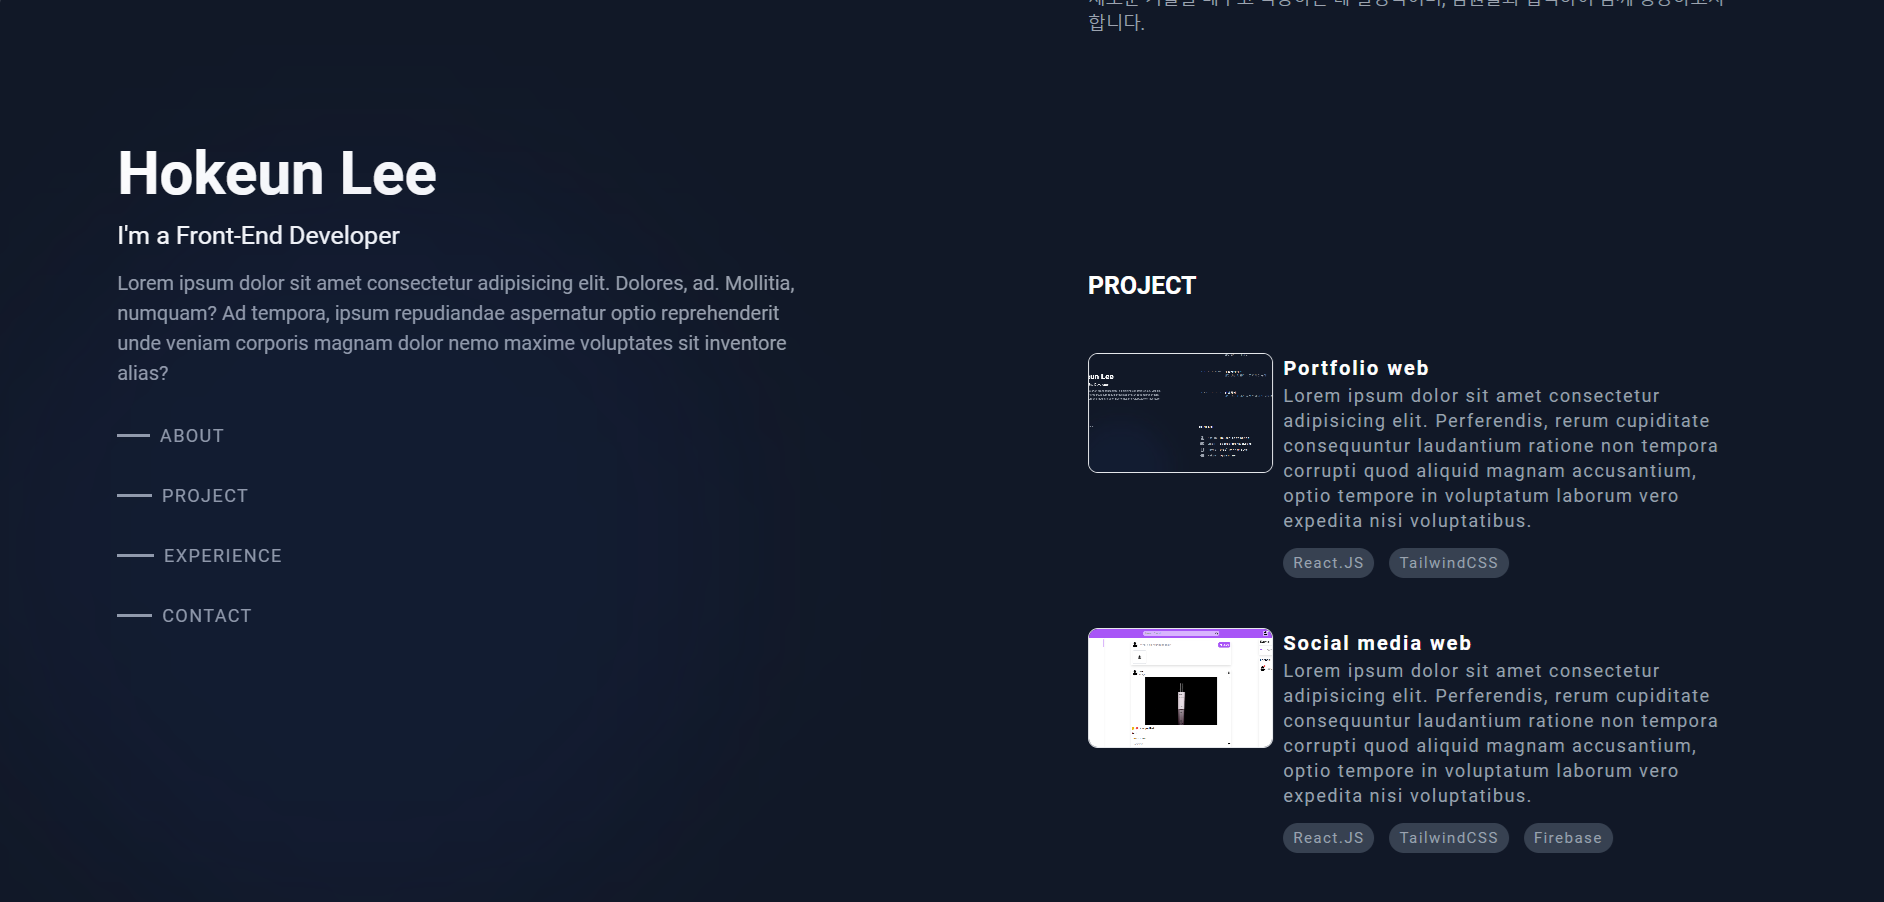 합니다.
Hokeun Lee
I'm a Front-End Developer
Lorem ipsum dolor sit amet consectetur adipisicing elit. Dolores, ad. Mollitia,
numquam? Ad tempora, ipsum repudiandae aspernatur optio reprehenderit
unde veniam corporis magnam dolor nemo maxime voluptates sit inventore
alias?
ABOUT
PROJECT
EXPERIENCE
CONTACT
PROJECT
Portfolio web
Lorem ipsum dolor sit amet consectetur
adipisicing elit. Perferendis, rerum cupiditate
consequuntur laudantium ratione non tempora
corrupti quod aliquid magnam accusantium,
optio tempore in voluptatum laborum vero
expedita nisi voluptatibus.
React.JS TailwindCSS
Social media web
Lorem ipsum dolor sit amet consectetur
adipisicing elit. Perferendis, rerum cupiditate
consequuntur laudantium ratione non tempora
corrupti quod aliquid magnam accusantium,
optio tempore in voluptatum laborum vero
expedita nisi voluptatibus.
React.JS TailwindCSS Firebase